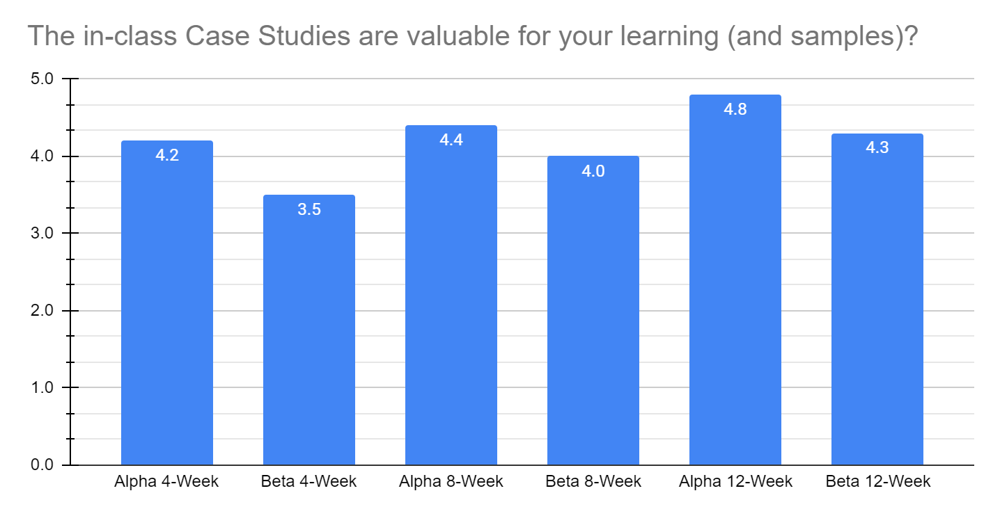 The in-class Case Studies are valuable for your learning (and samples)?
5.0
4.0
3.0
2.0
1.0
0.0
4.2
3.5
4.4
4.0
4.8
4.3
Alpha 4-Week
Beta 4-Week
Alpha 8-Week
Beta 8-Week
Alpha 12-Week
Beta 12-Week